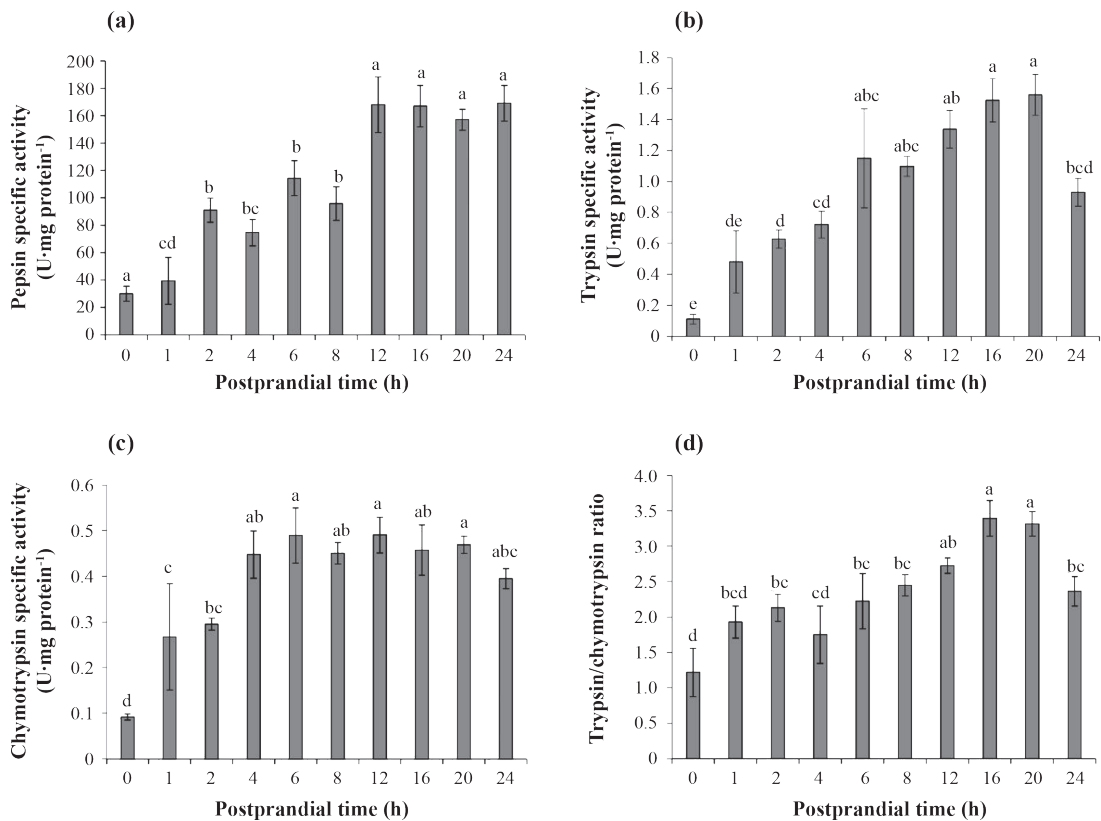 (a)
Pepsin specific activity
(U·mg protein⁻¹)
200
180
160
140
120
100
80
60
40
20
0
a
cd
b
bc
b
b
a
a
a
a
0 1 2 4 6 8 12 16 20 24
Postprandial time (h)
(b)
Trypsin specific activity
(U·mg protein⁻¹)
1.8
1.6
1.4
1.2
1.0
0.8
0.6
0.4
0.2
0
e
de
d
cd
abc
abc
ab
a
a
bcd
0 1 2 4 6 8 12 16 20 24
Postprandial time (h)
(c)
Chymotrypsin specific activity
(U·mg protein⁻¹)
0.6
0.5
0.4
0.3
0.2
0.1
0
d
c
bc
ab
a
ab
a
ab
a
abc
0 1 2 4 6 8 12 16 20 24
Postprandial time (h)
(d)
Trypsin/chymotrypsin ratio
4.0
3.5
3.0
2.5
2.0
1.5
1.0
0.5
0
d
bcd
bc
cd
bc
bc
ab
a
a
bc
0 1 2 4 6 8 12 16 20 24
Postprandial time (h)